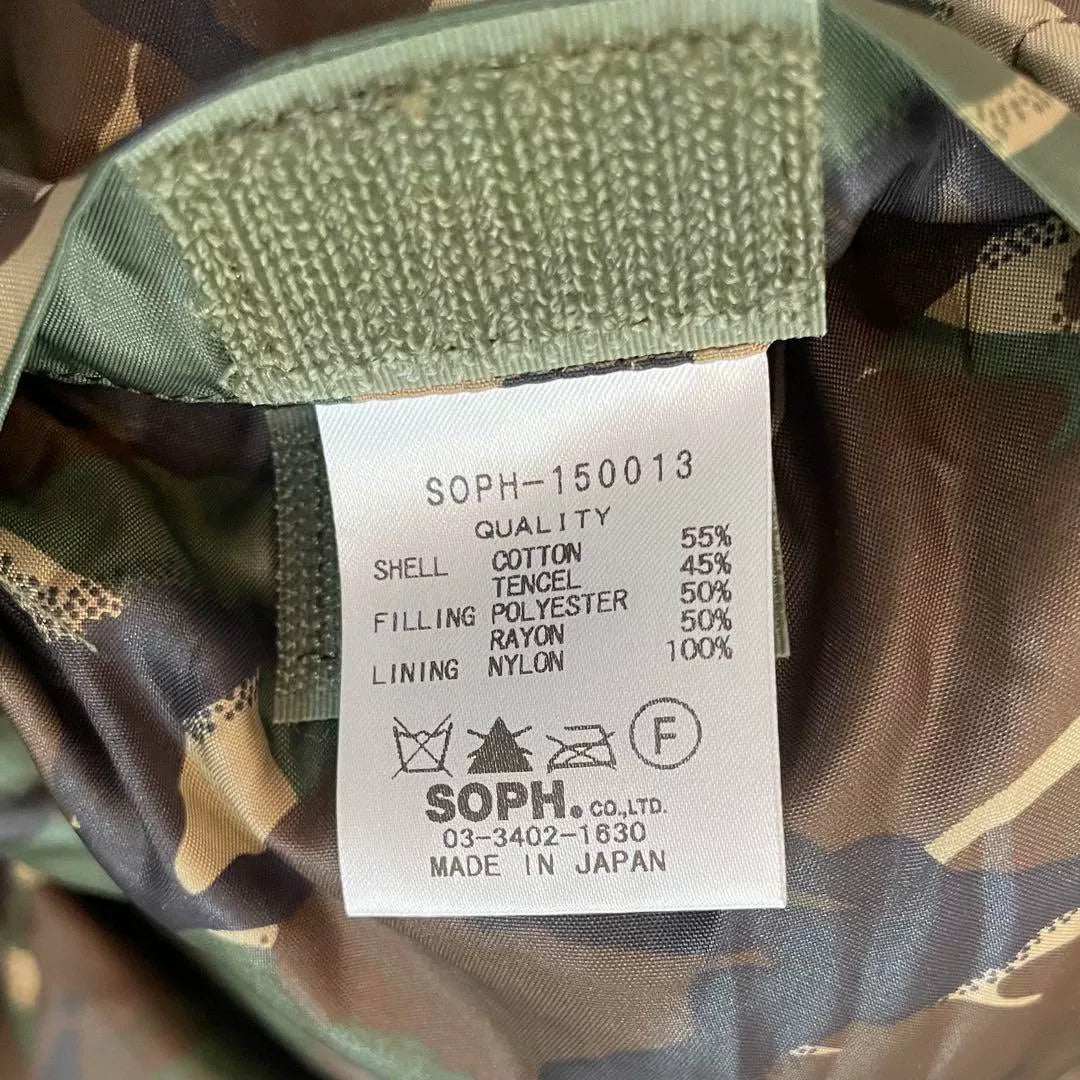 SOPH-150013
QUALITY
SHELL COTTON 55%
TENCEL 45%
FILLING POLYESTER 50%
RAYON 50%
LINING NYLON 100%
F
SOPH. CO.,LTD.
03-3402-1630
MADE IN JAPAN